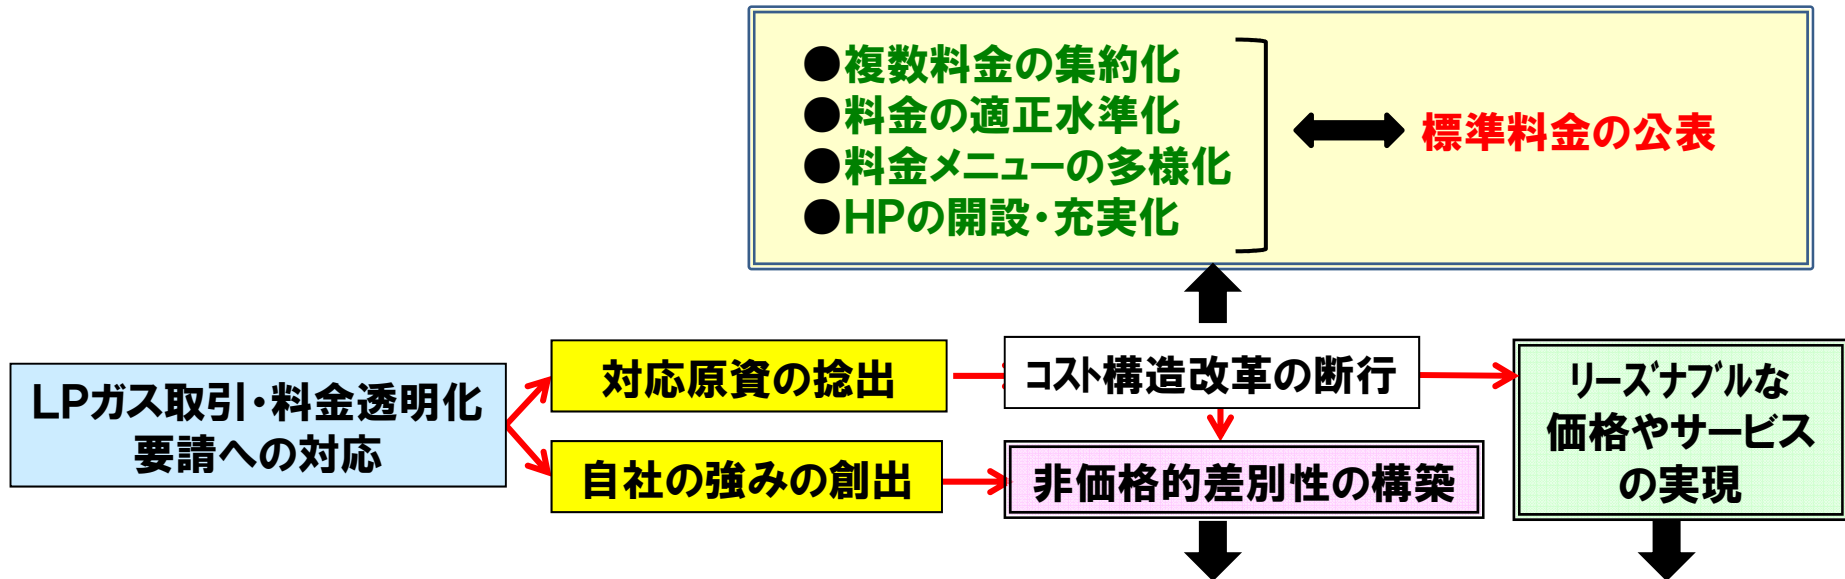 ●複数料金の集約化
●料金の適正水準化
●料金メニューの多様化
●HPの開設・充実化
標準料金の公表
LPガス取引・料金透明化
要請への対応
対応原資の捻出
自社の強みの創出
コスト構造改革の断行
非価格的差別性の構築
リーズナブルな
価格やサービス
の実現